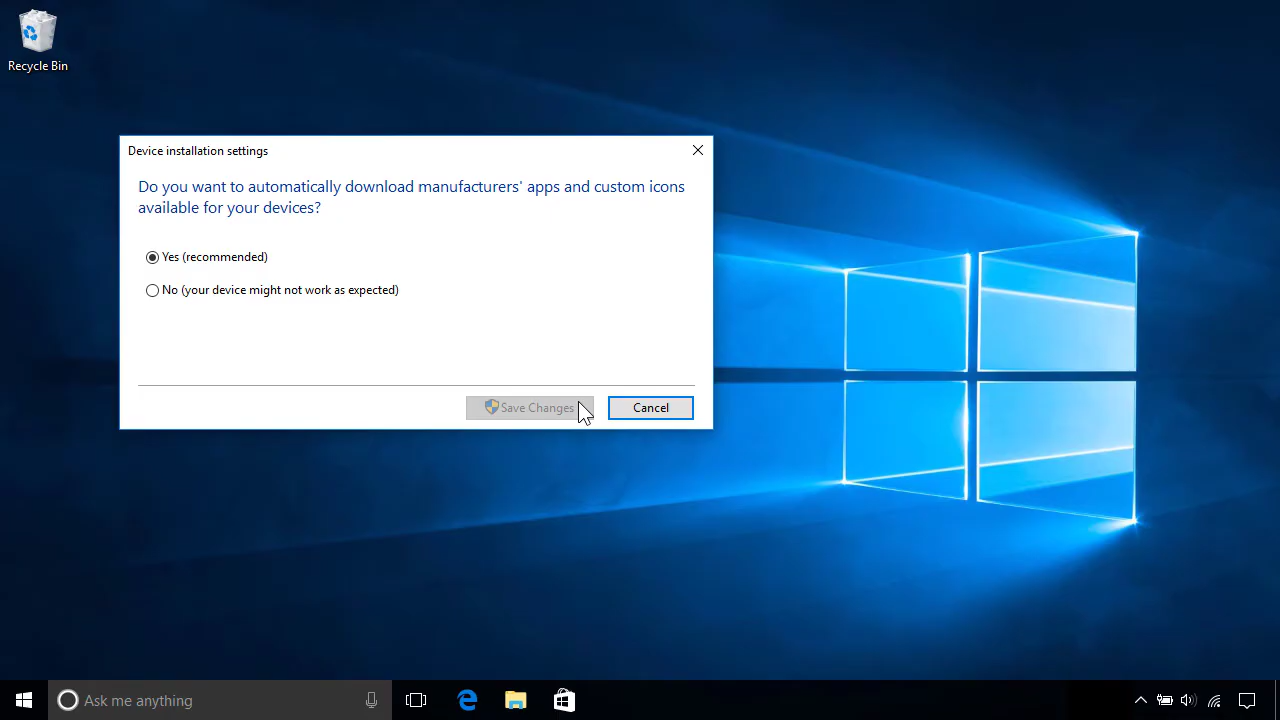 Recycle Bin
Device installation settings
Do you want to automatically download manufacturers' apps and custom icons
available for your devices?
Yes (recommended)
No (your device might not work as expected)
Save Changes
Cancel
Ask me anything